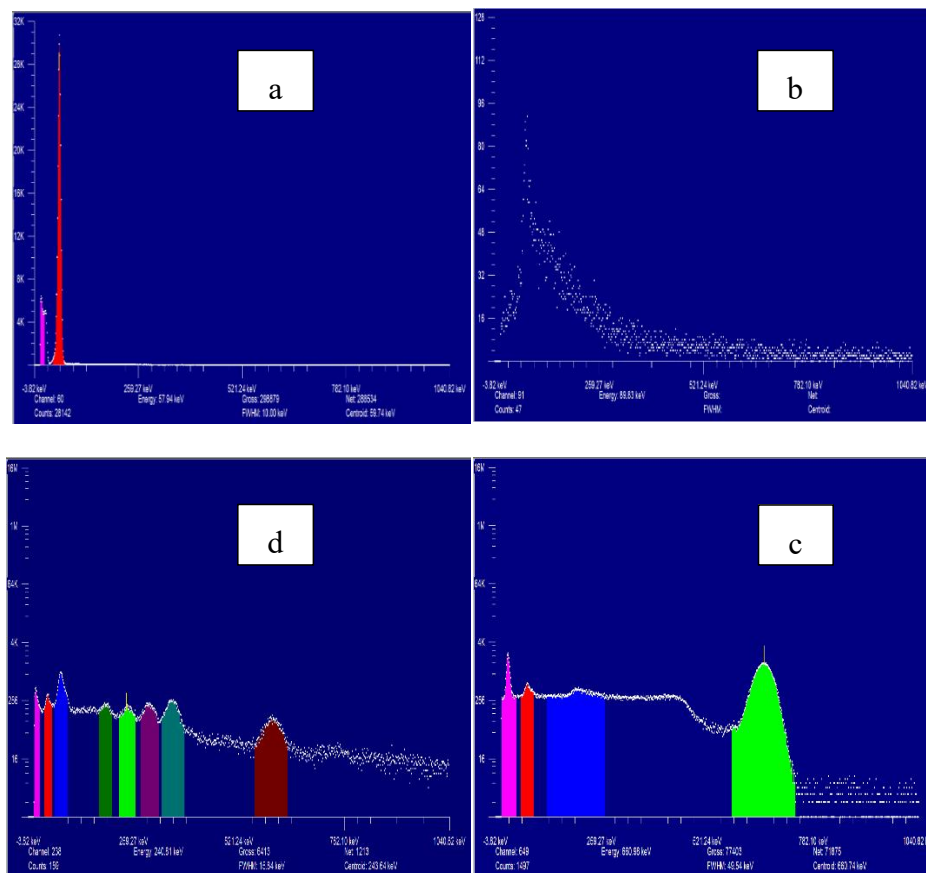 32K
28K
24K
20K
16K
12K
8K
4K
a
-3.82 keV 259.27 keV 521.24 keV 782.10 keV 1040.82 keV
Channel: 60 Energy: 57.94 keV Gross: 298879 Net: 288534
Counts: 28142 FWHM: 10.00 keV Centroid: 59.74 keV
128
112
96
80
64
48
32
16
b
-3.82 keV 259.27 keV 521.24 keV 782.10 keV 1040.82 keV
Channel: 91 Energy: 89.83 keV Gross: Net:
Counts: 47 FWHM: Centroid:
16M
1M
64K
4K
256
16
d
-3.82 keV 259.27 keV 521.24 keV 782.10 keV 1040.82 keV
Channel: 238 Energy: 240.81 keV Gross: 6413 Net: 1213
Counts: 159 FWHM: 15.54 keV Centroid: 243.64 keV
16M
1M
64K
4K
256
16
c
-3.82 keV 259.27 keV 521.24 keV 782.10 keV 1040.82 keV
Channel: 649 Energy: 660.98 keV Gross: 77403 Net: 71875
Counts: 1497 FWHM: 49.54 keV Centroid: 660.74 keV